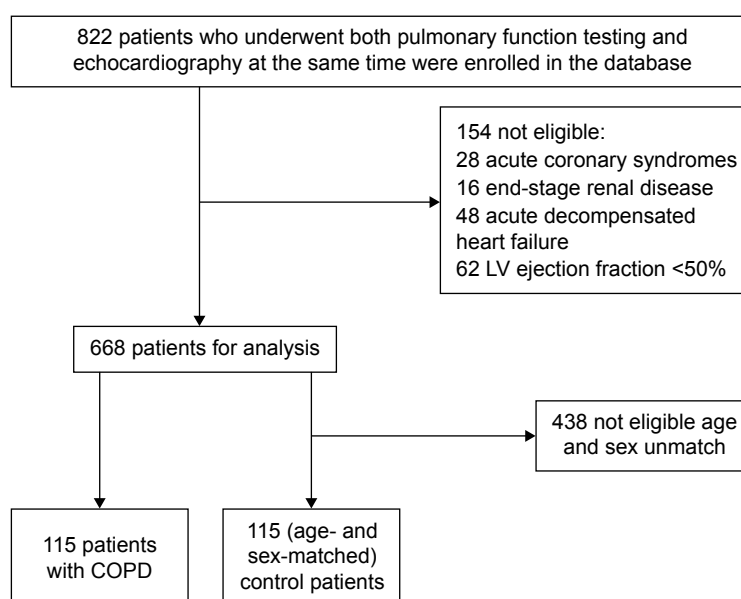 822 patients who underwent both pulmonary function testing and
echocardiography at the same time were enrolled in the database
154 not eligible:
28 acute coronary syndromes
16 end-stage renal disease
48 acute decompensated
heart failure
62 LV ejection fraction <50%
668 patients for analysis
438 not eligible age
and sex unmatch
115 patients
with COPD
115 (age- and
sex-matched)
control patients